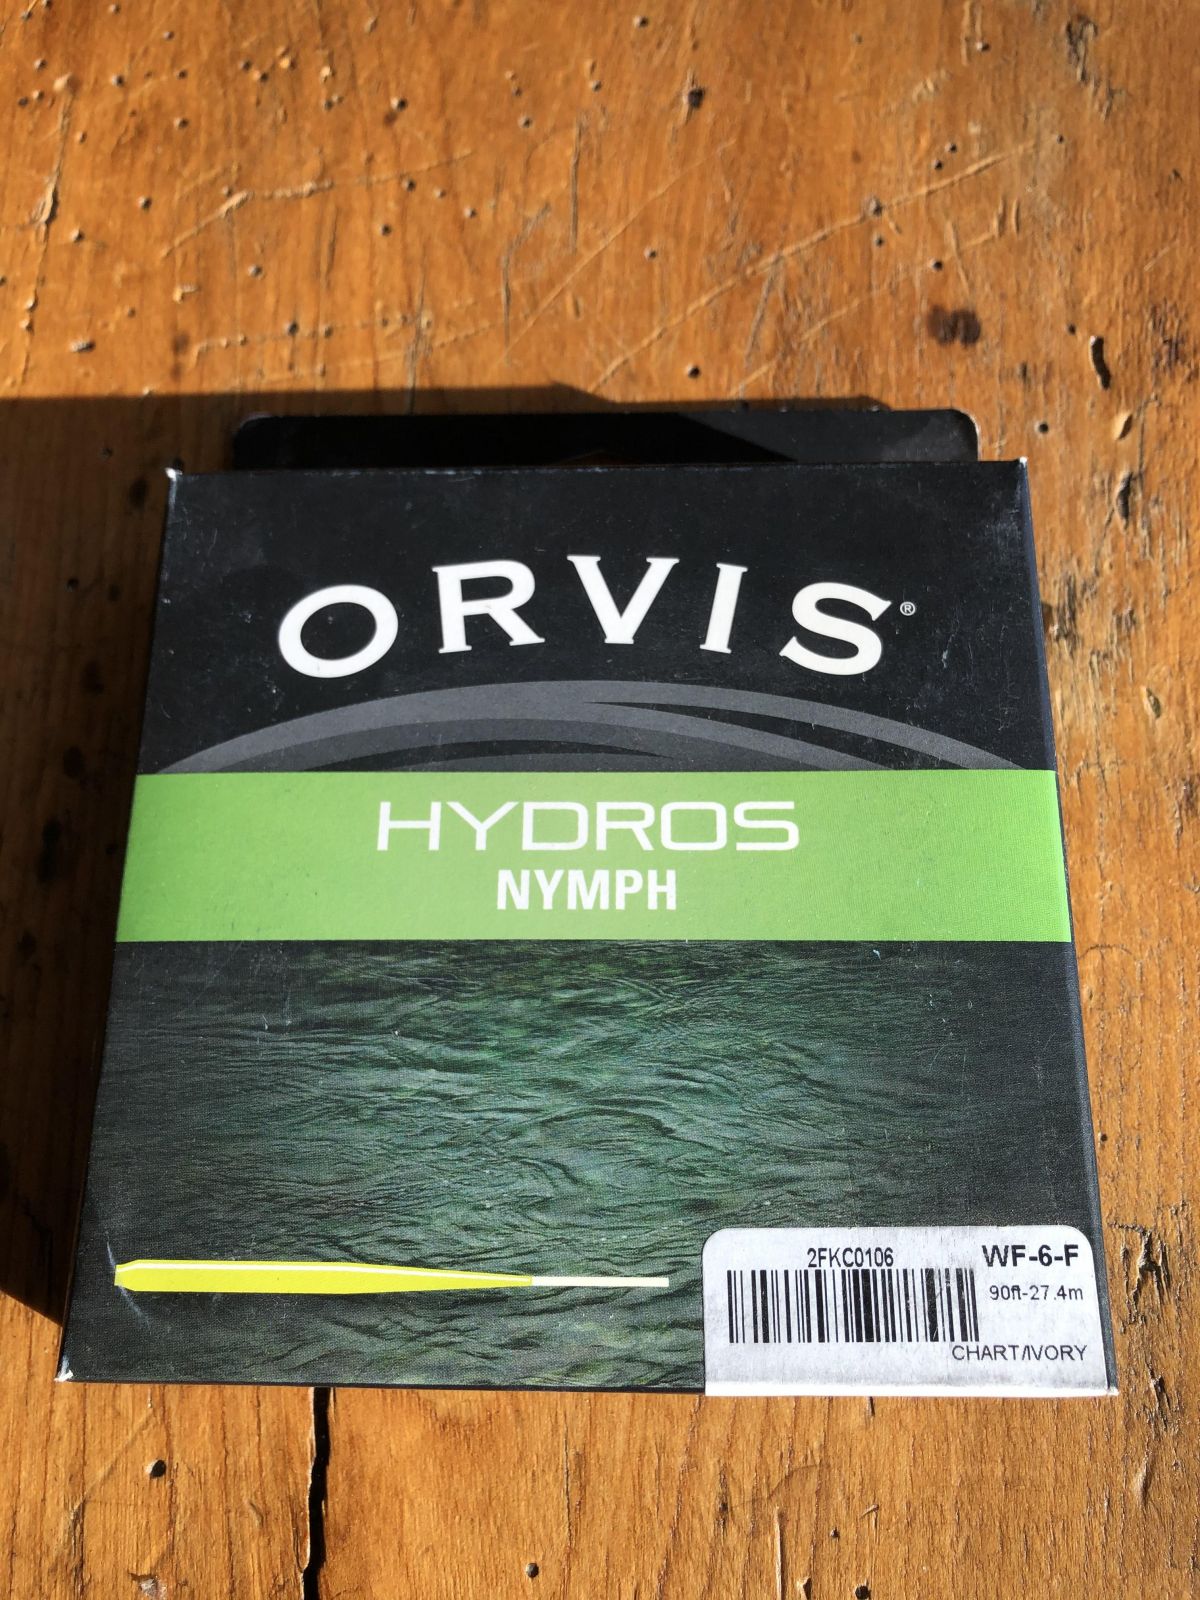 ORVIS®
HYDROS
NYMPH
2FKC0106
WF-6-F
90ft-27.4m
CHART/IVORY